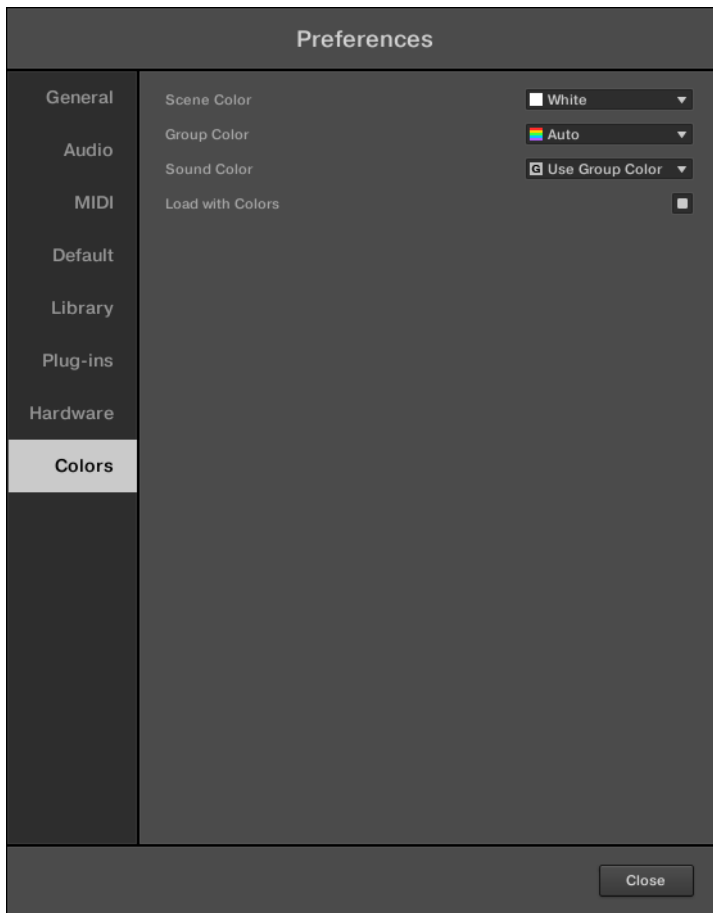 Preferences
General
Audio
MIDI
Default
Library
Plug-ins
Hardware
Colors
Scene Color White
Group Color Auto
Sound Color G Use Group Color
Load with Colors
Close